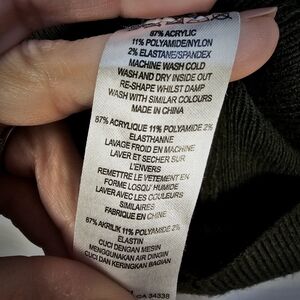 87% ACRYLIC
11% POLYAMIDE/NYLON
2% ELASTANE/SPANDEX
MACHINE WASH COLD
WASH AND DRY INSIDE OUT
RE-SHAPE WHILST DAMP
WASH WITH SIMILAR COLOURS
MADE IN CHINA
87% ACRYLIQUE 11% POLYAMIDE 2%
ELASTHANNE
LAVAGE FROID EN MACHINE
LAVER ET SECHER SUR
L'ENVERS
REMETTRE LE VETEMENT EN
FORME LOSQU' HUMIDE
LAVER AVEC LES COULEURS
SIMILAIRES
FABRIQUE EN CHINE
87% AKRILIK 11% POLYAMIDE 2%
ELASTIN
CUCI DENGAN MESIN
MENGGUNAKAN AIR DINGIN
CUCI DAN KERINGKAN BAGIAN
34338